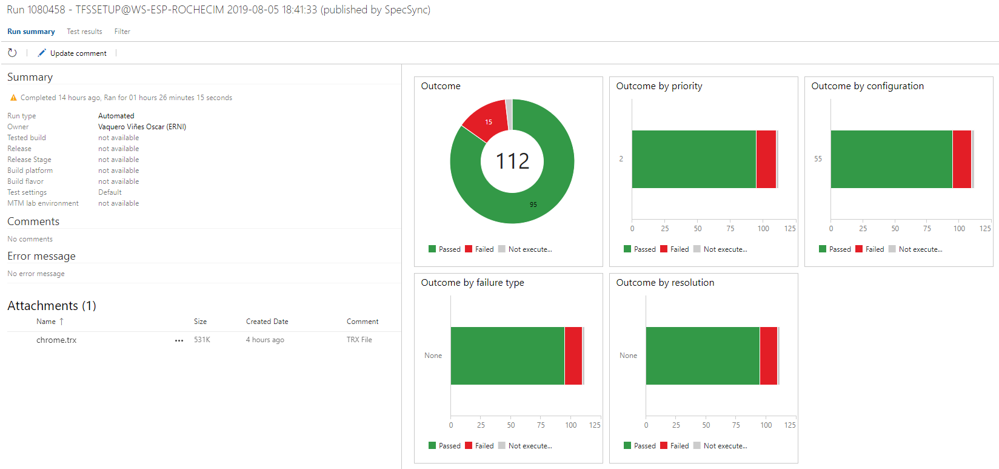 Run 1080458 - TFSSETUP@WS-ESP-ROCHECIM 2019-08-05 18:41:33 (published by SpecSync)
Run summary Test results Filter
Update comment
Summary
Completed 14 hours ago, Ran for 01 hours 26 minutes 15 seconds
Run type Automated
Owner Vaquero Viñes Oscar (ERNI)
Tested build not available
Release not available
Release Stage not available
Build platform not available
Build flavor not available
Test settings Default
MTM lab environment not available
Comments
No comments
Error message
No error message
Attachments (1)
Name ↑ Size Created Date Comment
chrome.trx ... 531K 4 hours ago TRX File
Outcome
15
112
95
Passed Failed Not execute...
Outcome by priority
2
0 25 50 75 100 125
Passed Failed Not execute...
Outcome by configuration
55
0 25 50 75 100 125
Passed Failed Not execute...
Outcome by failure type
None
0 25 50 75 100 125
Passed Failed Not execute...
Outcome by resolution
None
0 25 50 75 100 125
Passed Failed Not execute...